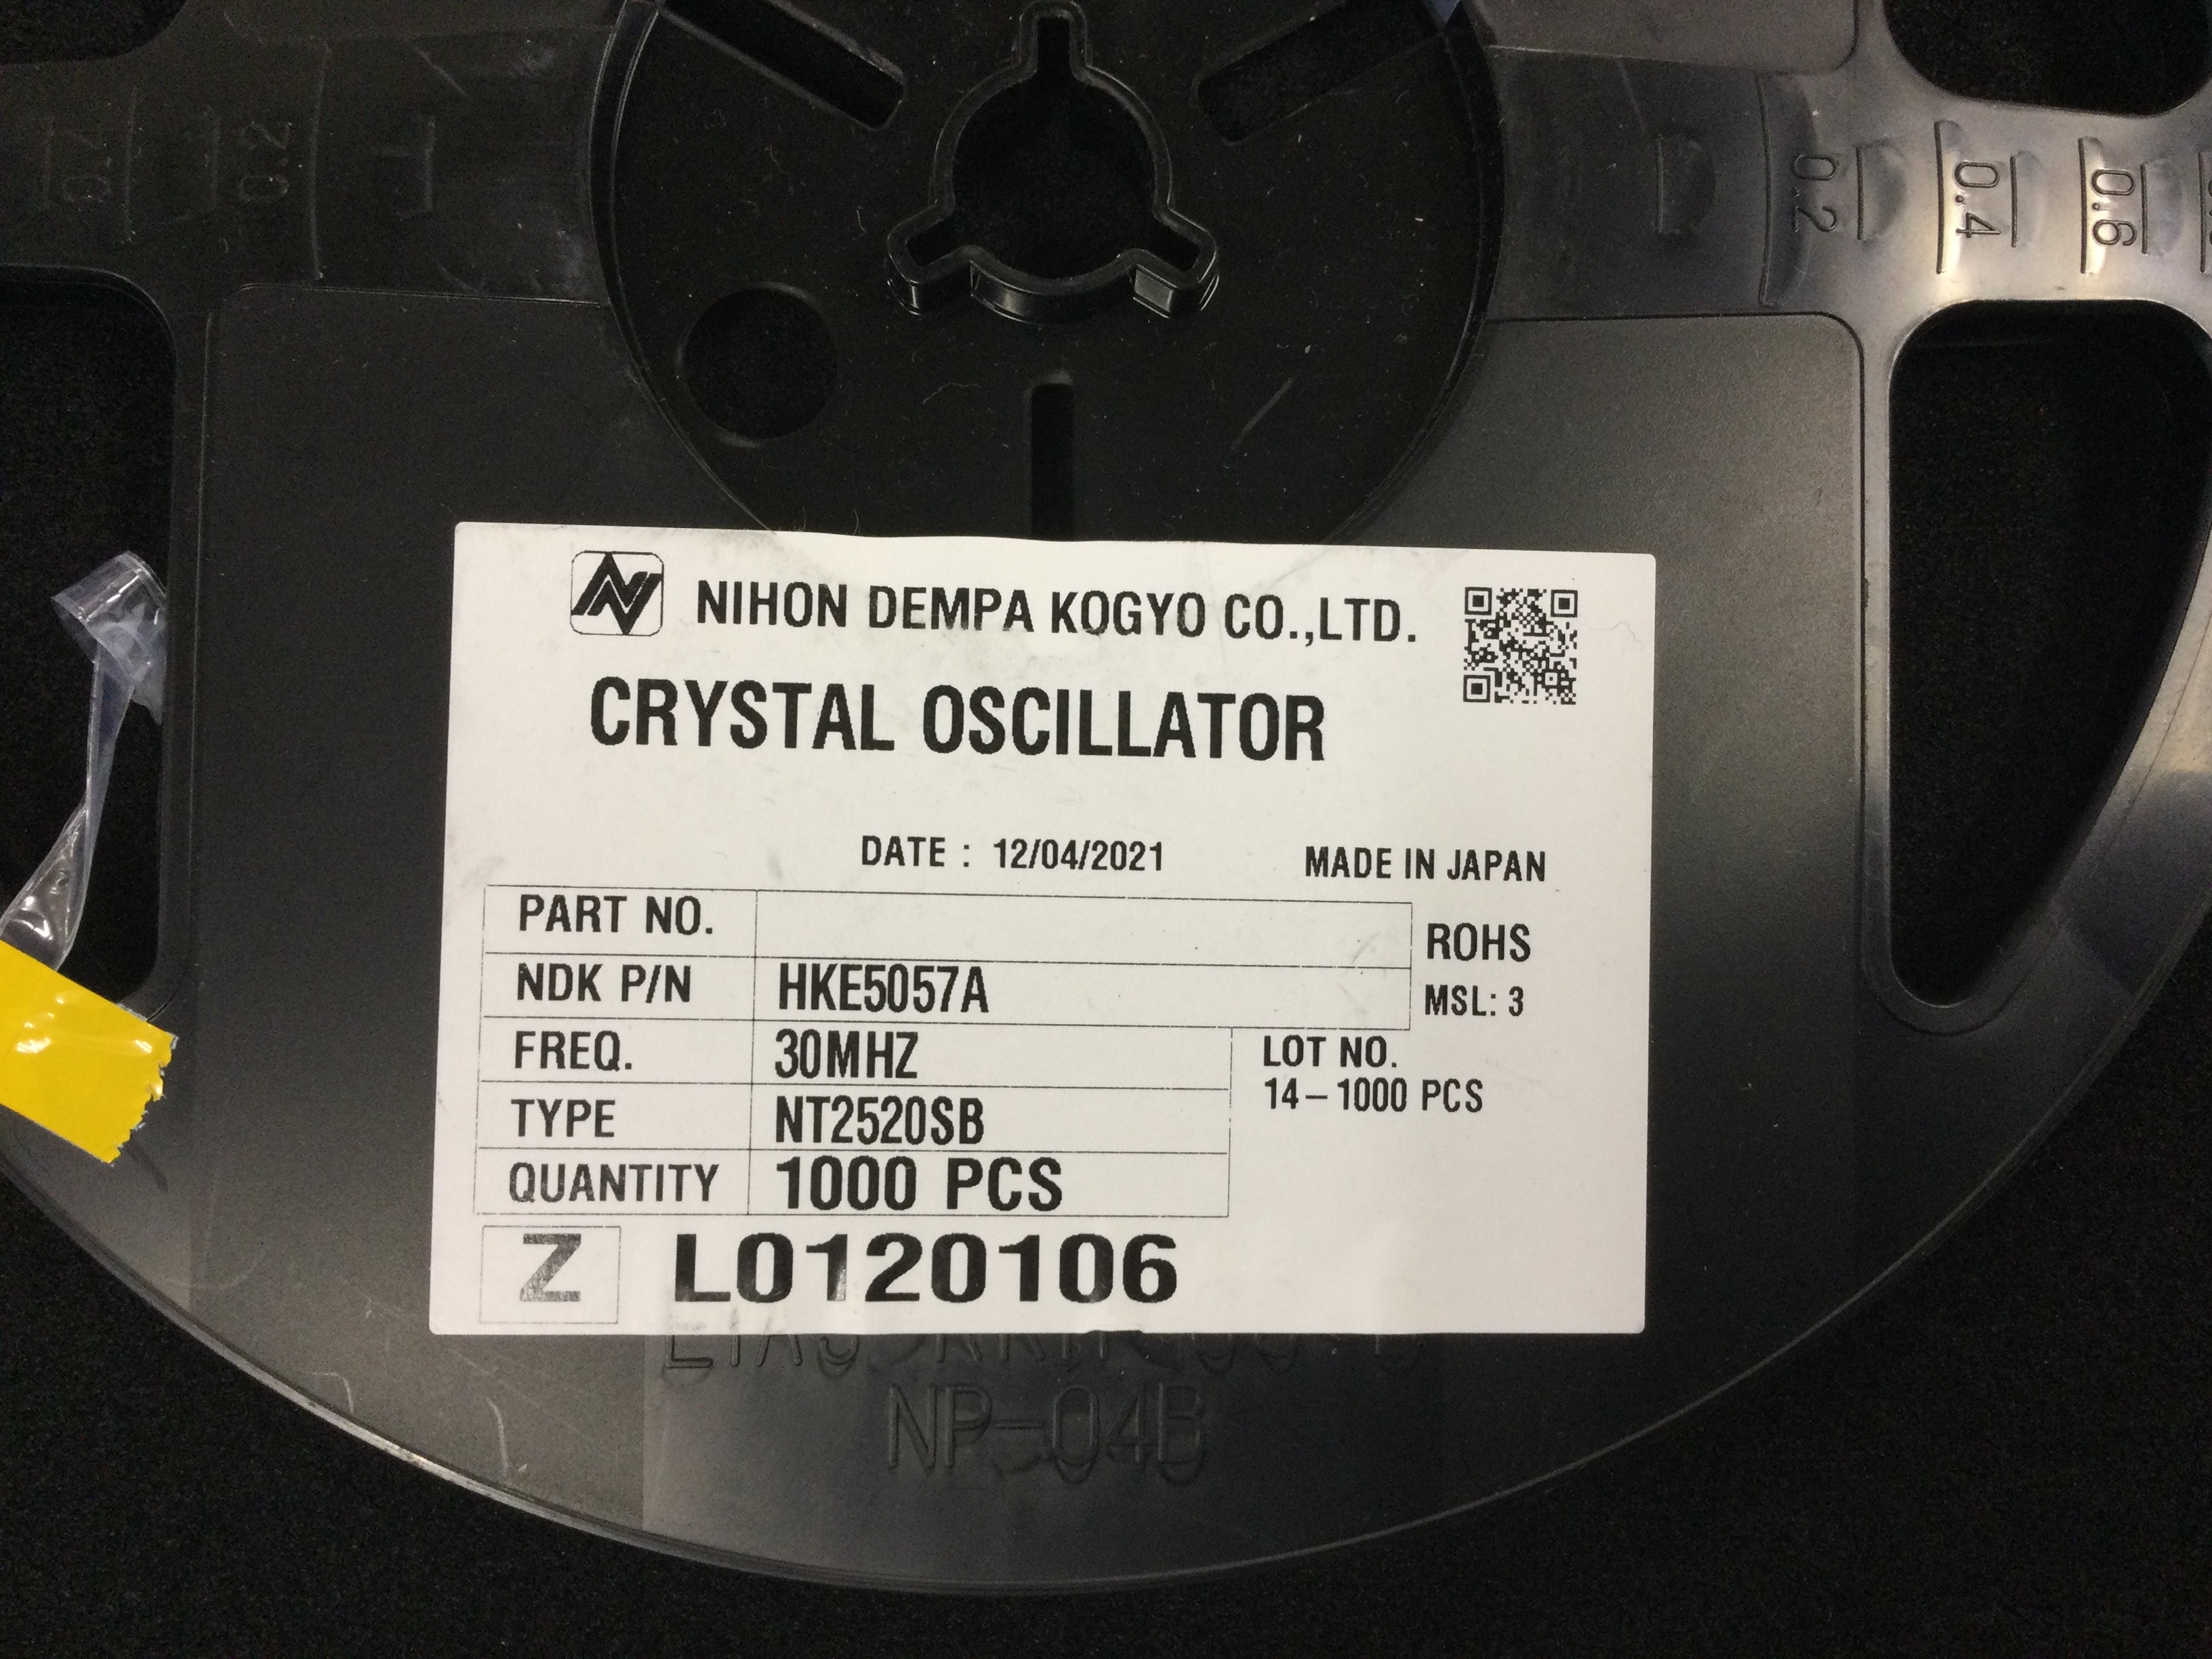 0.2
0.2
0.4
0.6
NIHON DEMPA KOGYO CO.,LTD.
CRYSTAL OSCILLATOR
DATE : 12/04/2021
MADE IN JAPAN
PART NO.
ROHS
NDK P/N HKE5057A
MSL: 3
FREQ. 30MHZ
LOT NO.
14-1000 PCS
TYPE NT2520SB
QUANTITY 1000 PCS
Z L0120106
NP-04B